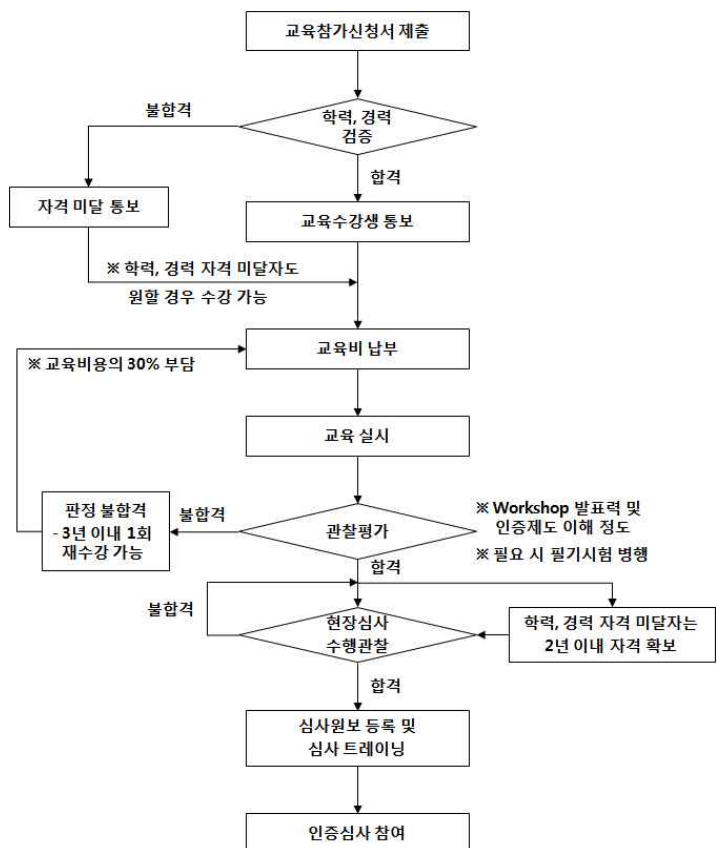 교육참가신청서 제출
불합격
학력, 경력
검증
합격
자격 미달 통보
교육수강생 통보
※ 학력, 경력 자격 미달자도
원할 경우 수강 가능
교육비 납부
※ 교육비용의 30% 부담
교육 실시
판정 불합격
- 3년 이내 1회
재수강 가능
불합격
관찰평가
※ Workshop 발표력 및
인증제도 이해 정도
※ 필요 시 필기시험 병행
합격
불합격
현장심사
수행관찰
학력, 경력 자격 미달자는
2년 이내 자격 확보
합격
심사원보 등록 및
심사 트레이닝
인증심사 참여